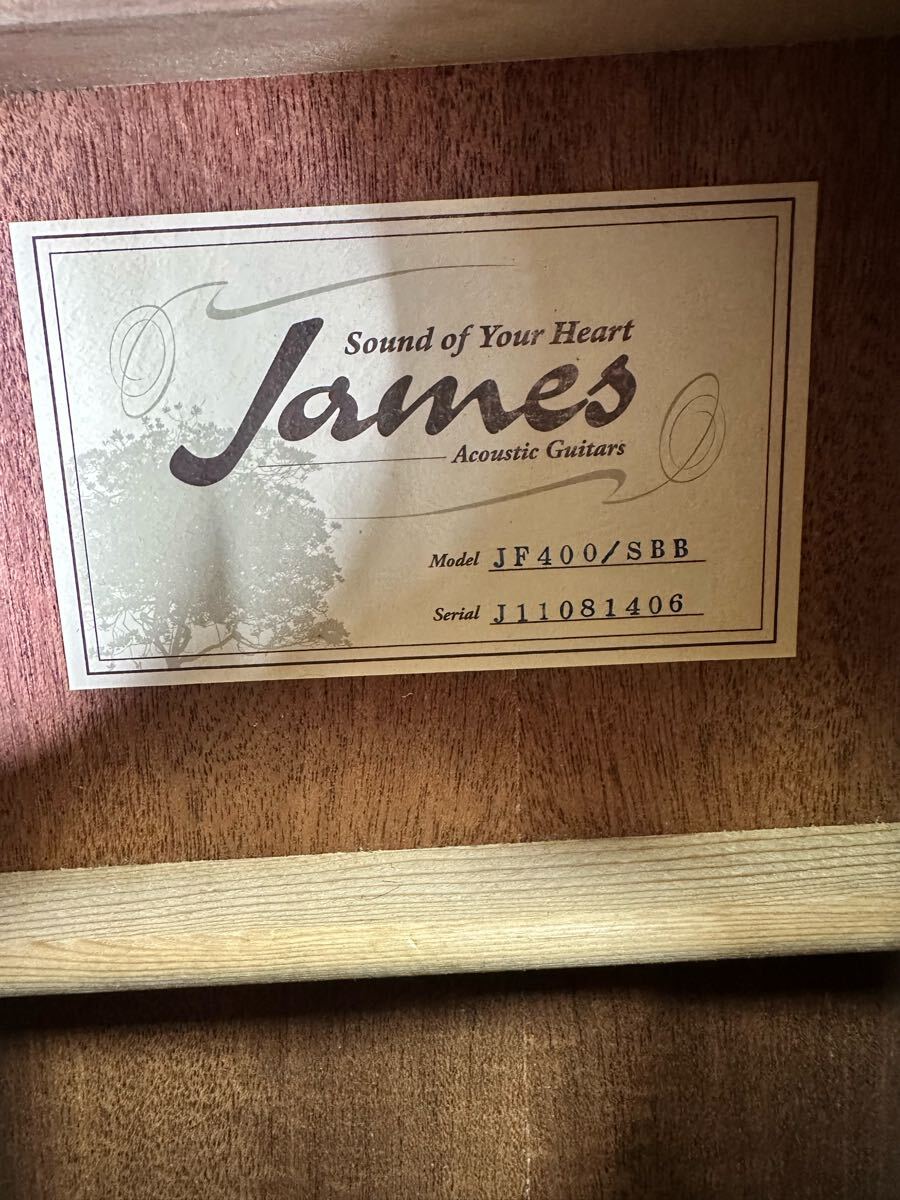 Sound of Your Heart
James
Acoustic Guitars
Model JF400/SBB
Serial J11081406